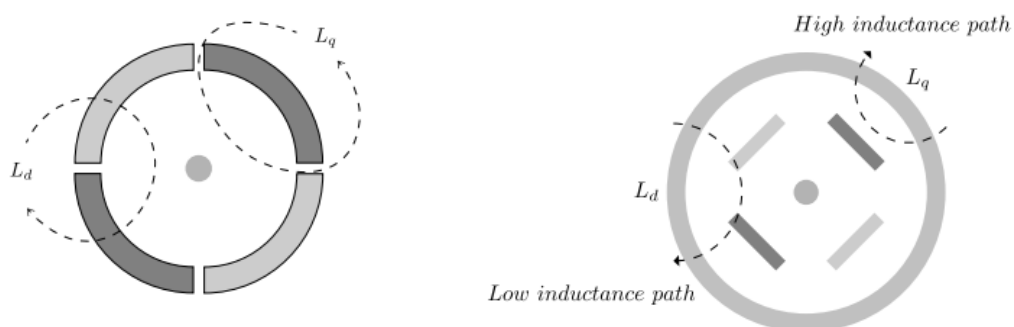 L_q
L_d
High inductance path
L_q
L_d
Low inductance path